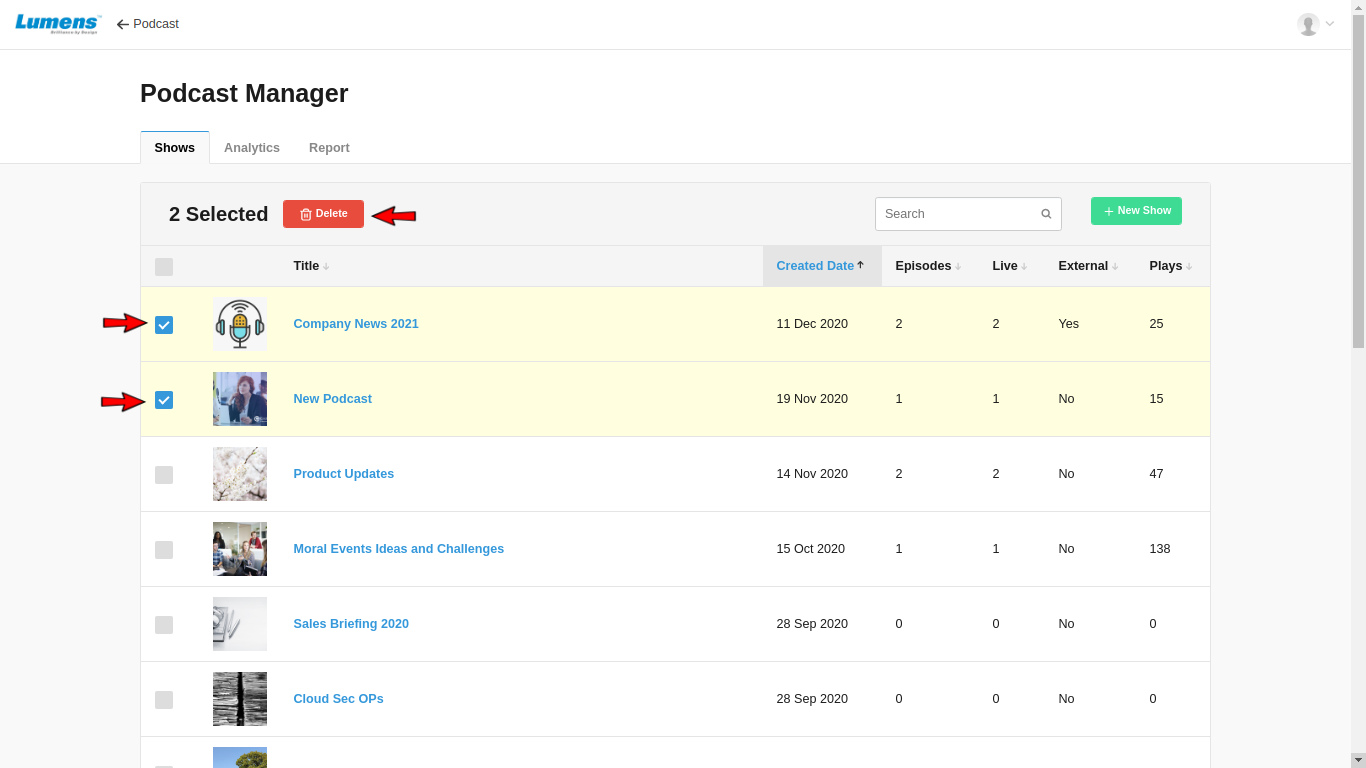 Lumens
Brilliance by Design
Podcast
Podcast Manager
Shows Analytics Report
2 Selected Delete Search New Show
Title Created Date Episodes Live External Plays
Company News 2021 11 Dec 2020 2 2 Yes 25
New Podcast 19 Nov 2020 1 1 No 15
Product Updates 14 Nov 2020 2 2 No 47
Moral Events Ideas and Challenges 15 Oct 2020 1 1 No 138
Sales Briefing 2020 28 Sep 2020 0 0 No 0
Cloud Sec OPs 28 Sep 2020 0 0 No 0